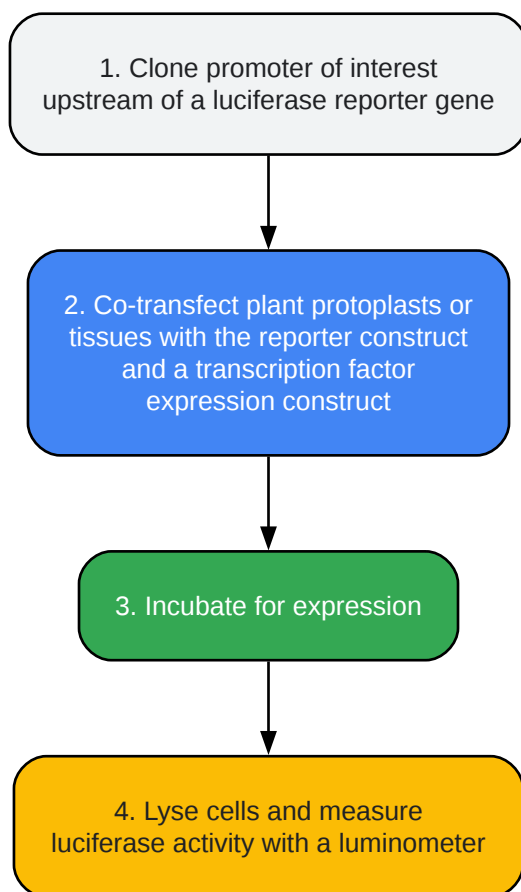 1. Clone promoter of interest
upstream of a luciferase reporter gene
2. Co-transfect plant protoplasts or
tissues with the reporter construct
and a transcription factor
expression construct
3. Incubate for expression
4. Lyse cells and measure
luciferase activity with a luminometer